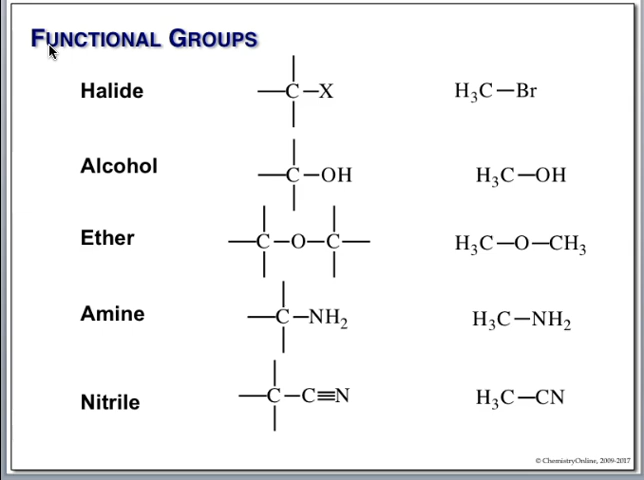 FUNCTIONAL GROUPS
Halide —C—X H₃C—Br
Alcohol —C—OH H₃C—OH
Ether —C—O—C— H₃C—O—CH₃
Amine —C—NH₂ H₃C—NH₂
Nitrile —C—C≡N H₃C—CN
© ChemistryOnline, 2009-2017